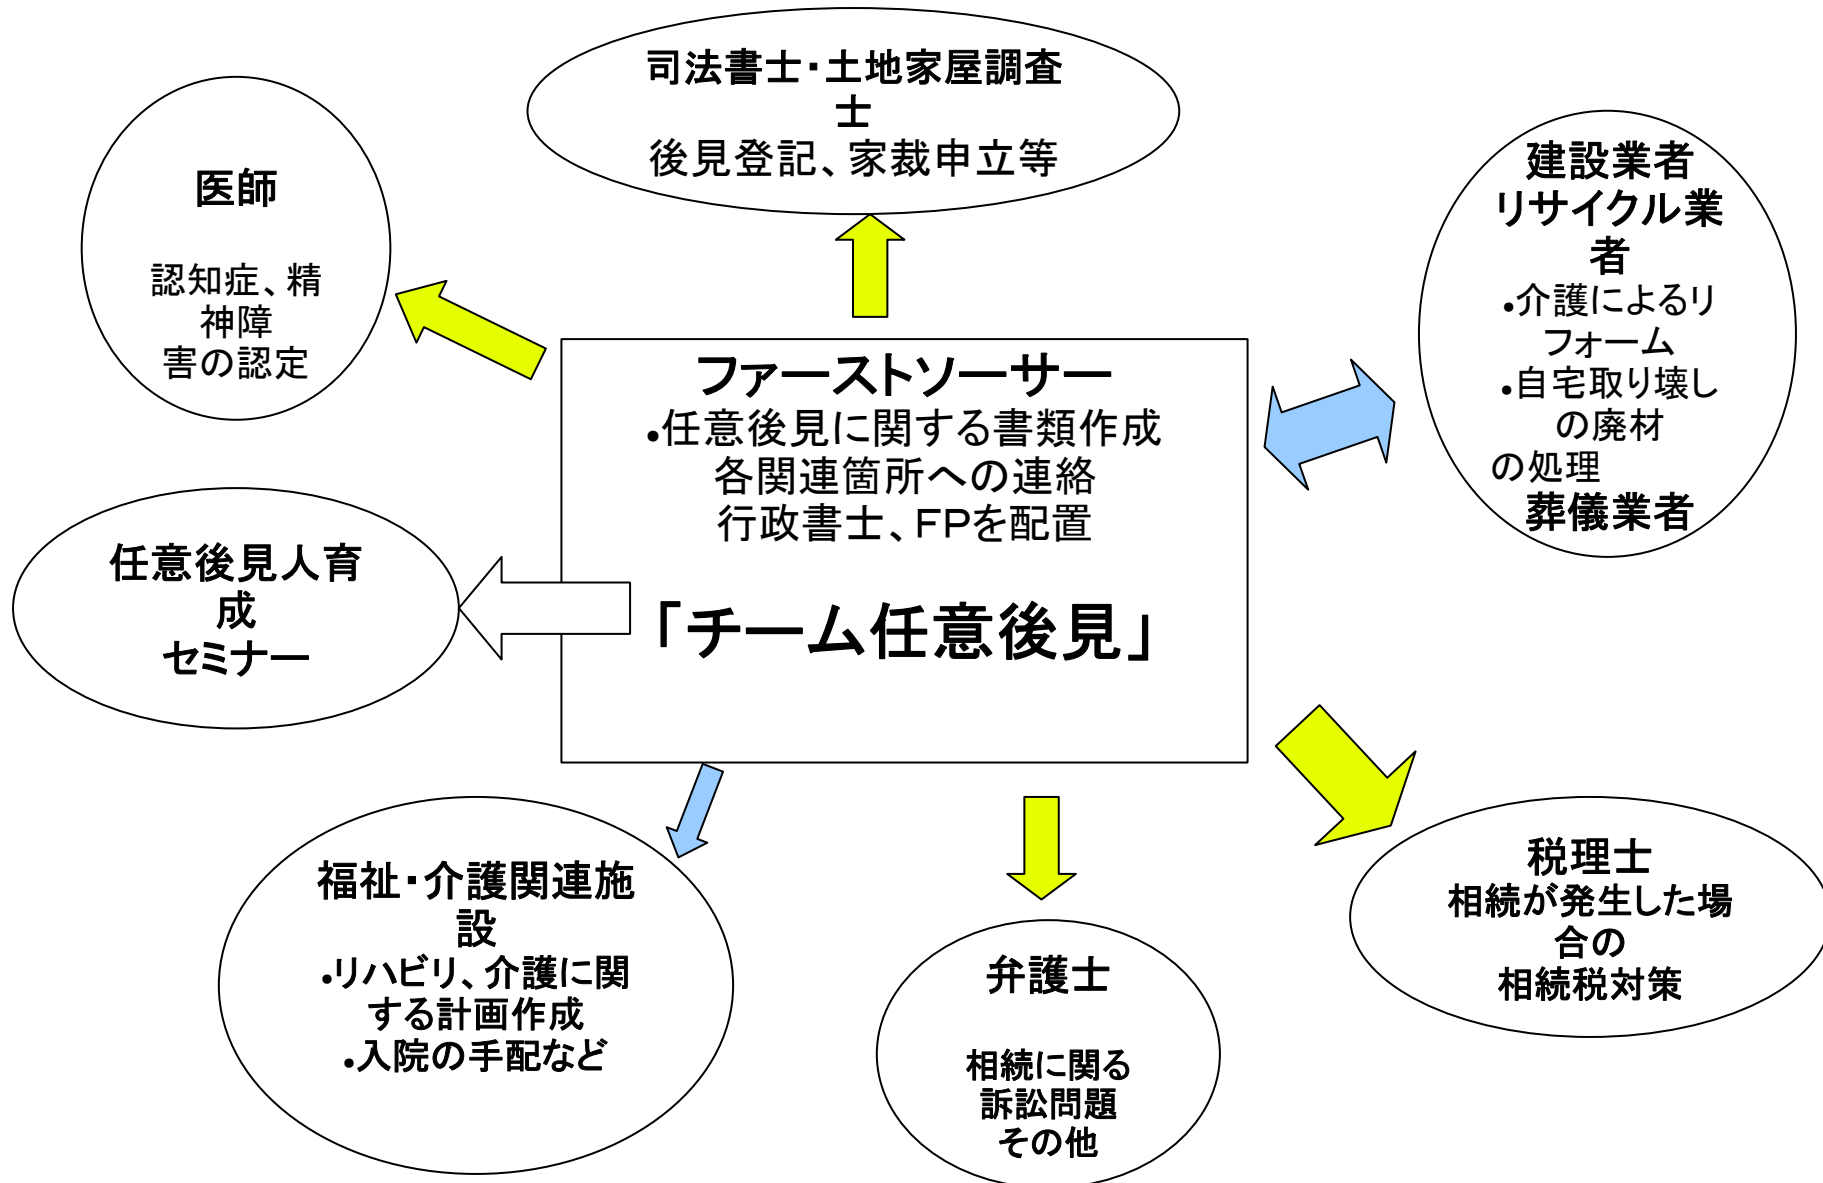 司法書士・土地家屋調査
士
後見登記、家裁申立等
医師
認知症、精
神障
害の認定
建設業者
リサイクル業
者
•介護によるリ
フォーム
•自宅取り壊し
の廃材
の処理
葬儀業者
ファーストソーサー
•任意後見に関する書類作成
各関連箇所への連絡
行政書士、FPを配置
「チーム任意後見」
任意後見人育
成
セミナー
福祉・介護関連施
設
•リハビリ、介護に関
する計画作成
•入院の手配など
弁護士
相続に関る
訴訟問題
その他
税理士
相続が発生した場
合の
相続税対策